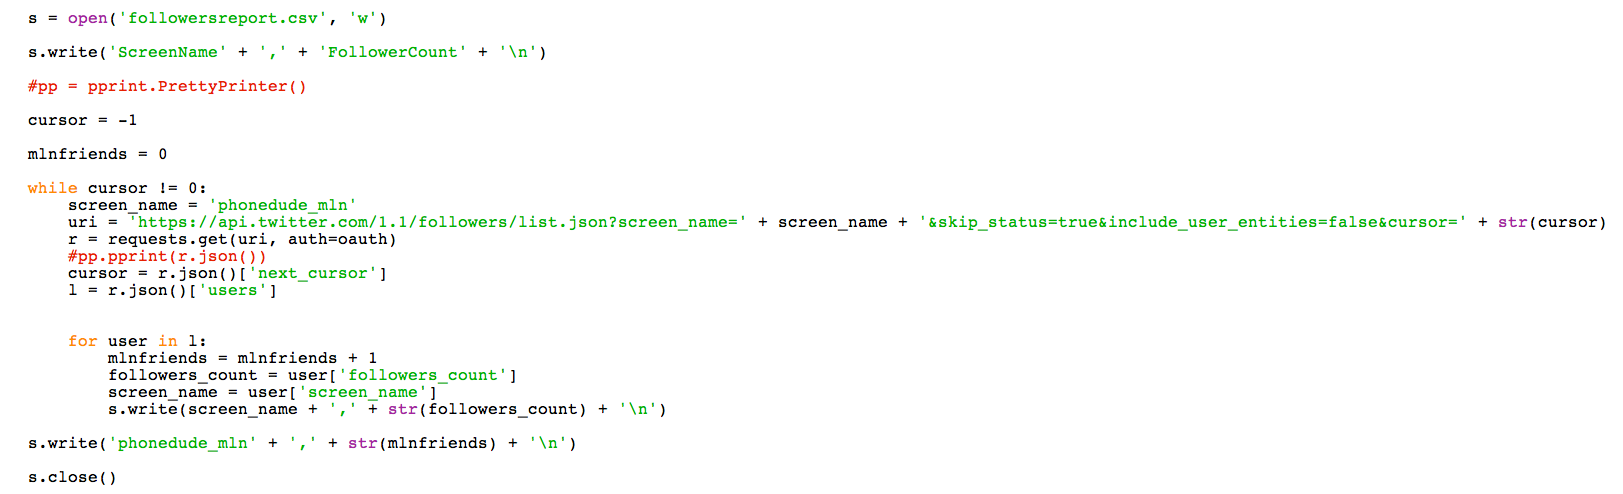 s = open('followersreport.csv', 'w')
s.write('ScreenName' + ',' + 'FollowerCount' + '\n')
#pp = pprint.PrettyPrinter()
cursor = -1
mlnfriends = 0
while cursor != 0:
    screen_name = 'phonedude_mln'
    uri = 'https://api.twitter.com/1.1/followers/list.json?screen_name=' + screen_name + '&skip_status=true&include_user_entities=false&cursor=' + str(cursor)
    r = requests.get(uri, auth=oauth)
    #pp.pprint(r.json())
    cursor = r.json()['next_cursor']
    l = r.json()['users']
    for user in l:
        mlnfriends = mlnfriends + 1
        followers_count = user['followers_count']
        screen_name = user['screen_name']
        s.write(screen_name + ',' + str(followers_count) + '\n')
s.write('phonedude_mln' + ',' + str(mlnfriends) + '\n')
s.close()